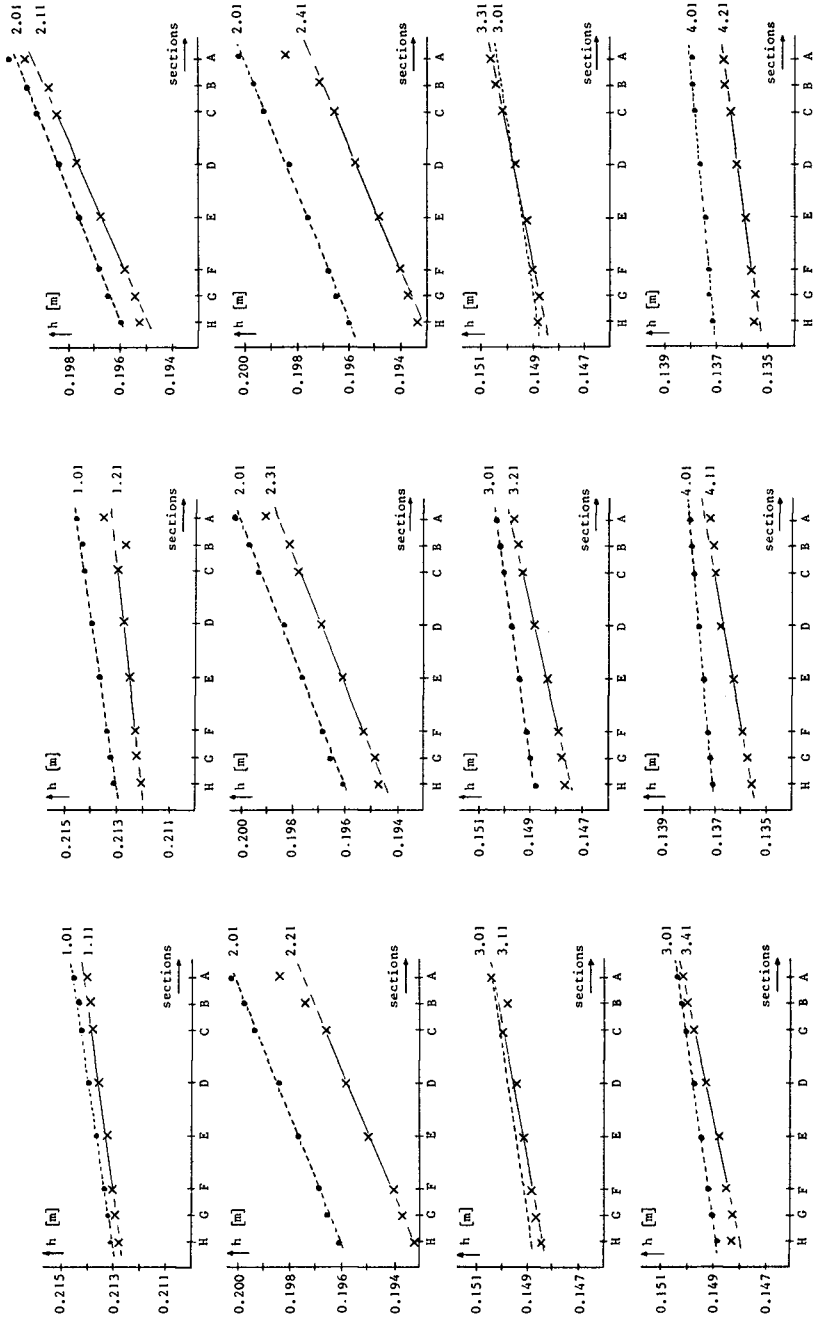 1.01
1.11
h [m]
0.215
0.213
0.211
sections
H G F E D C B A
1.01
1.21
h [m]
0.215
0.213
0.211
sections
H G F E D C B A
2.01
2.11
h [m]
0.198
0.196
0.194
sections
H G F E D C B A
2.01
2.21
h [m]
0.200
0.198
0.196
0.194
sections
H G F E D C B A
2.01
2.31
h [m]
0.200
0.198
0.196
0.194
sections
H G F E D C B A
2.01
2.41
h [m]
0.200
0.198
0.196
0.194
sections
H G F E D C B A
3.01
3.11
h [m]
0.151
0.149
0.147
sections
H G F E D C B A
3.01
3.21
h [m]
0.151
0.149
0.147
sections
H G F E D C B A
3.31
3.01
h [m]
0.151
0.149
0.147
sections
H G F E D C B A
3.01
3.41
h [m]
0.151
0.149
0.147
sections
H G F E D C B A
4.01
4.11
h [m]
0.139
0.137
0.135
sections
H G F E D C B A
4.01
4.21
h [m]
0.139
0.137
0.135
sections
H G F E D C B A